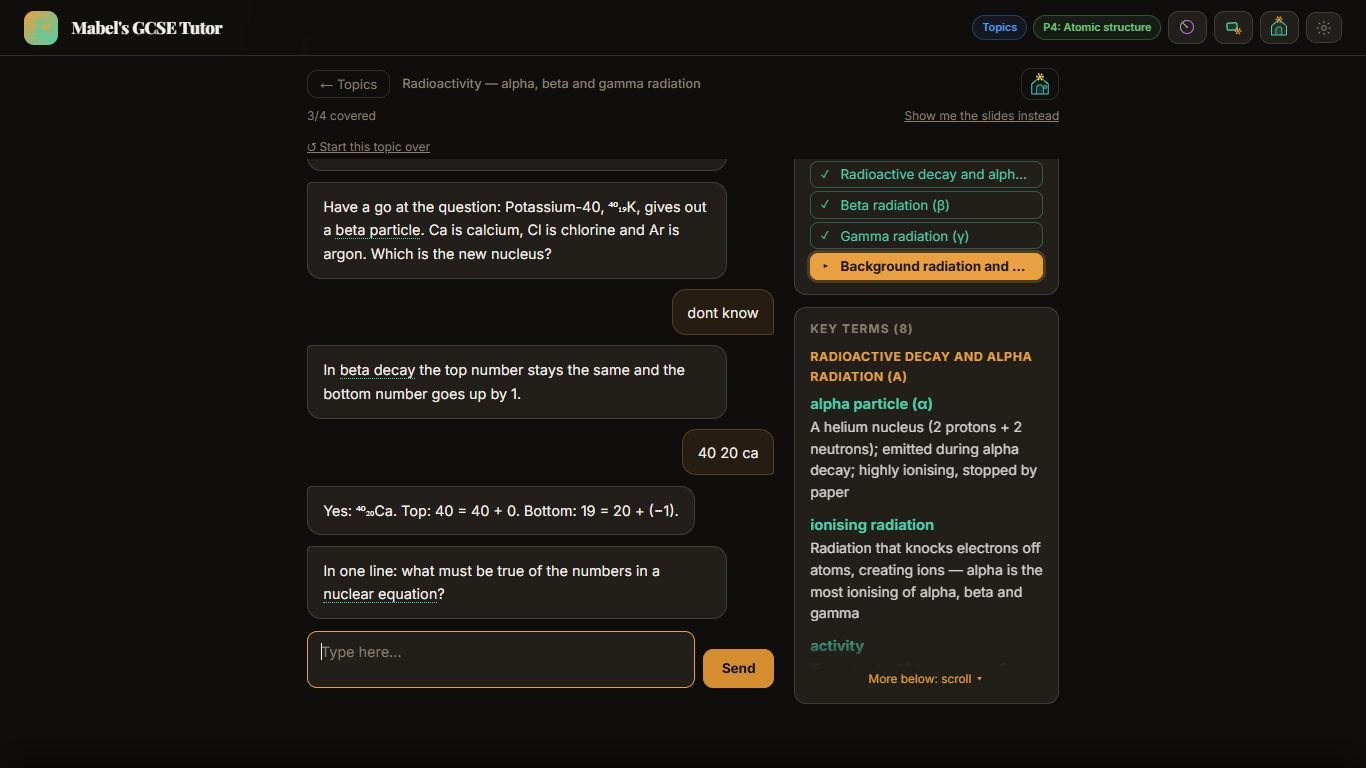 Mabel's GCSE Tutor
Topics
P4: Atomic structure
← Topics
Radioactivity — alpha, beta and gamma radiation
3/4 covered
Show me the slides instead
↺ Start this topic over
Have a go at the question: Potassium-40, ⁴⁰₁₉K, gives out
a beta particle. Ca is calcium, Cl is chlorine and Ar is
argon. Which is the new nucleus?
dont know
In beta decay the top number stays the same and the
bottom number goes up by 1.
40 20 ca
Yes: ⁴⁰₂₀Ca. Top: 40 = 40 + 0. Bottom: 19 = 20 + (−1).
In one line: what must be true of the numbers in a
nuclear equation?
Type here...
Send
✓ Radioactive decay and alph...
✓ Beta radiation (β)
✓ Gamma radiation (γ)
▸ Background radiation and ...
KEY TERMS (8)
RADIOACTIVE DECAY AND ALPHA
RADIATION (Α)
alpha particle (α)
A helium nucleus (2 protons + 2
neutrons); emitted during alpha
decay; highly ionising, stopped by
paper
ionising radiation
Radiation that knocks electrons off
atoms, creating ions — alpha is the
most ionising of alpha, beta and
gamma
activity
More below: scroll ▾